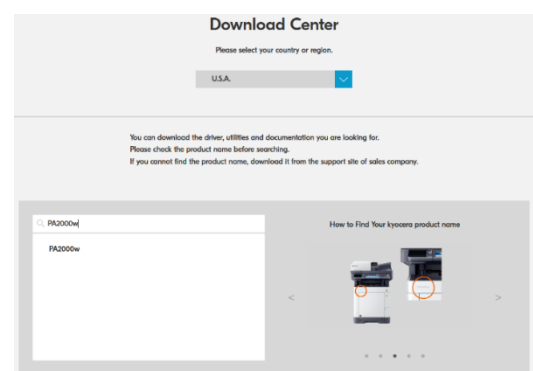 Download Center
Please select your country or region.
U.S.A.
You can download the driver, utilities and documentation you are looking for.
Please check the product name before searching.
If you cannot find the product name, download it from the support site of sales company.
PA2000w
PA2000w
How to Find Your kyocera product name
<
>